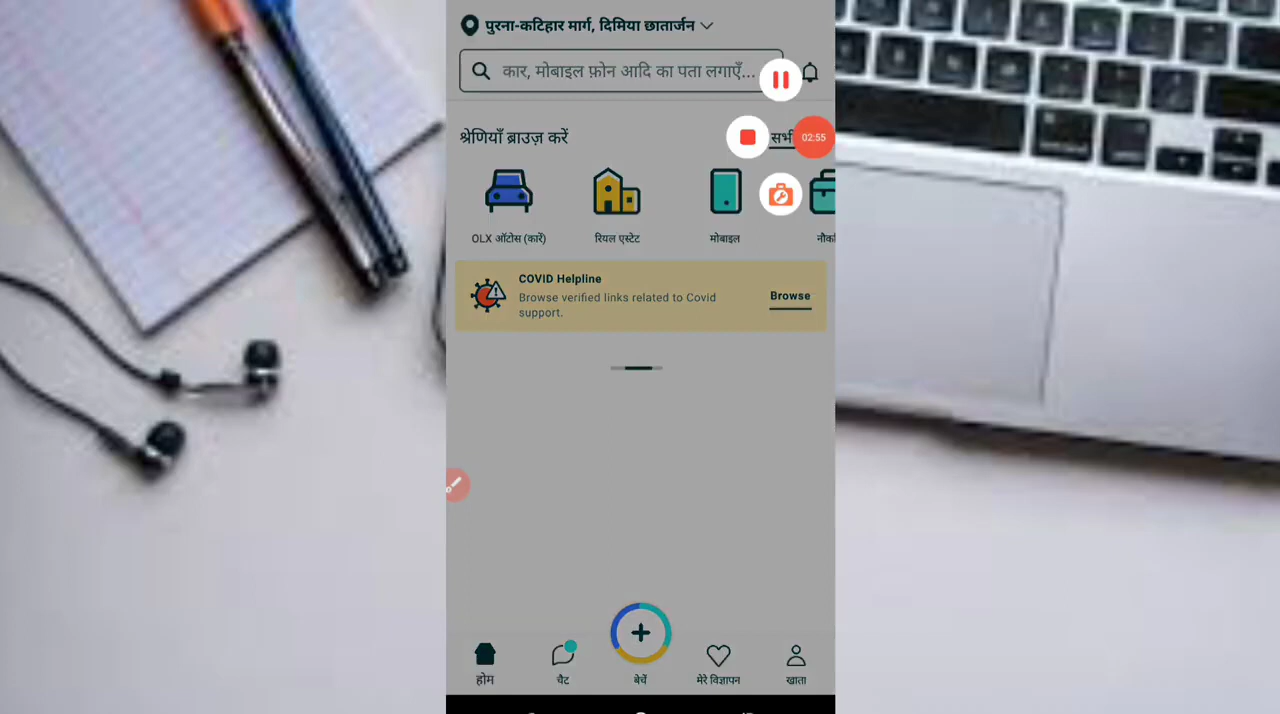 पुरना-कटिहार मार्ग, दिमिया छातार्जन
कार, मोबाइल फ़ोन आदि का पता लगाएँ...
श्रेणियाँ ब्राउज़ करें
सभी
02:55
OLX ऑटोस (कारें)
रियल एस्टेट
मोबाइल
COVID Helpline
Browse verified links related to Covid
support.
Browse
होम
चैट
बेचें
मेरे विज्ञापन
खाता